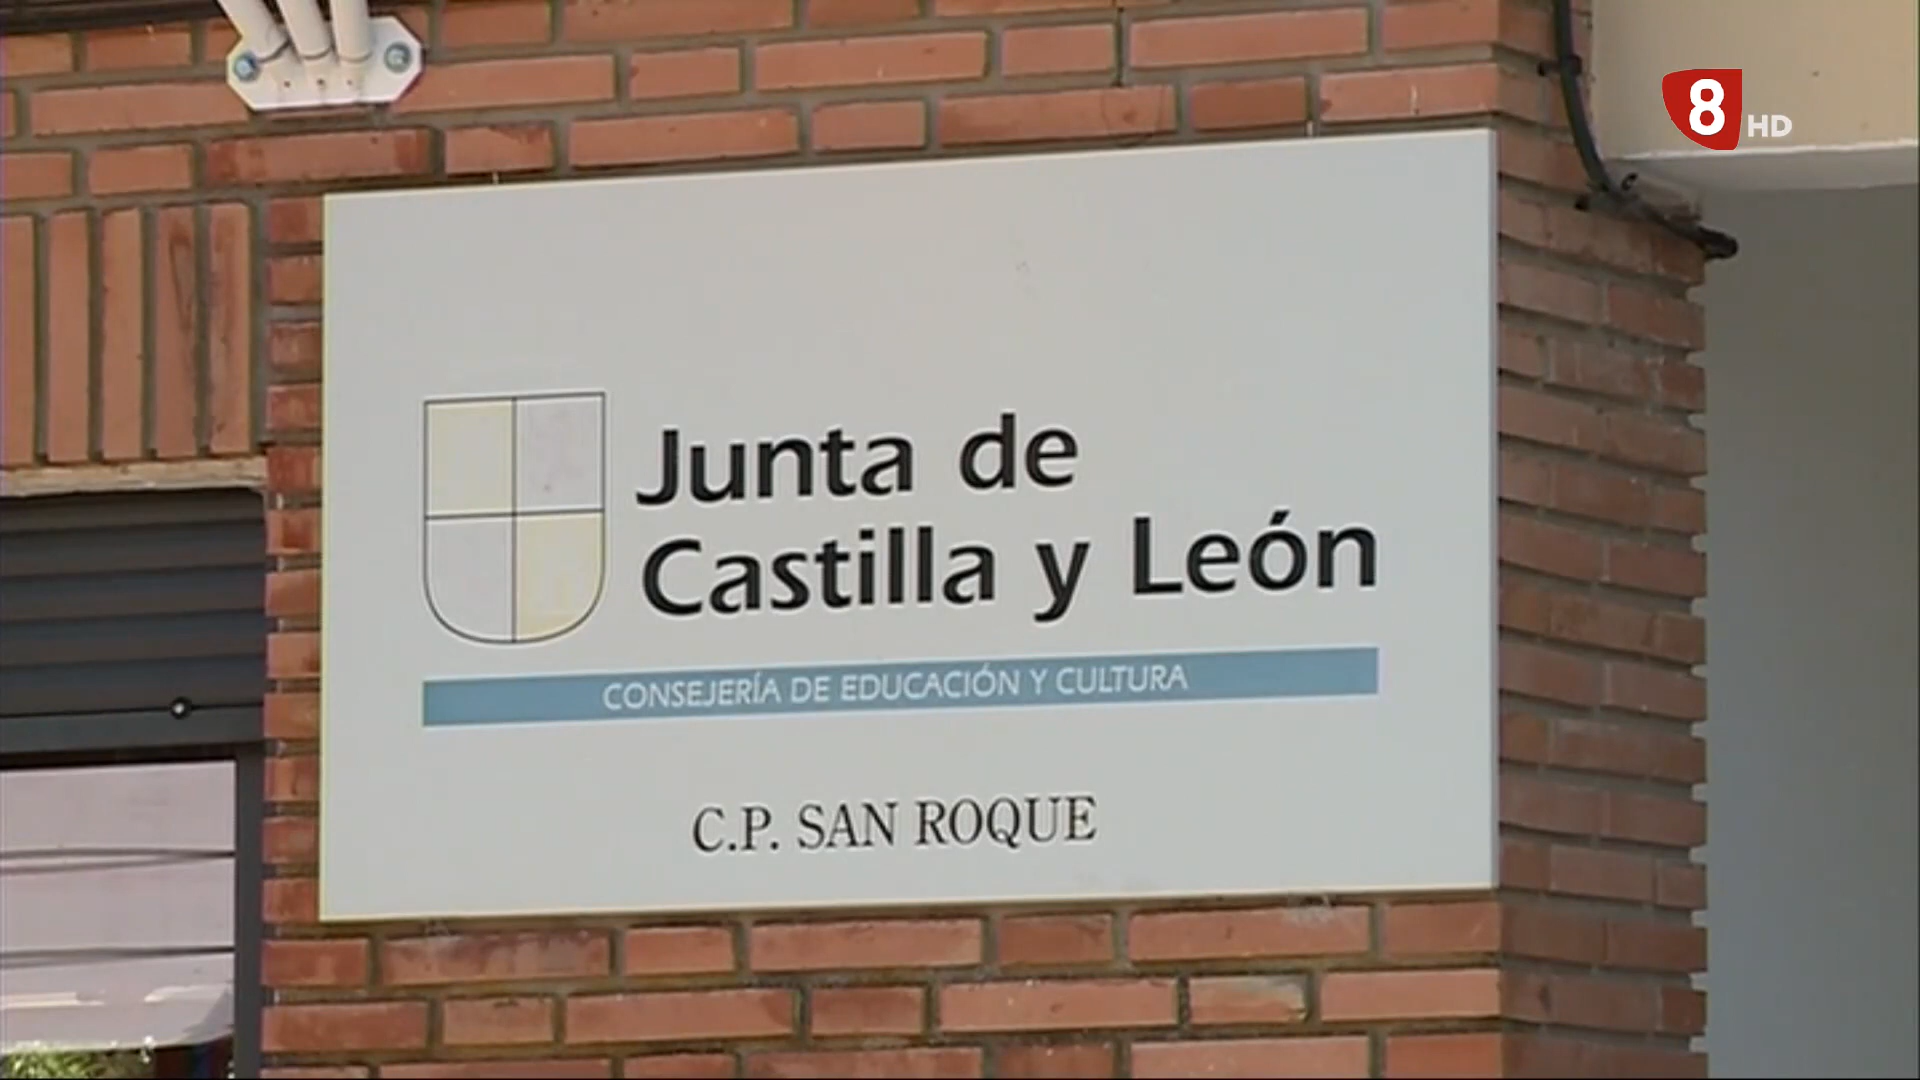 8 HD
Junta de
Castilla y León
CONSEJERÍA DE EDUCACIÓN Y CULTURA
C.P. SAN ROQUE